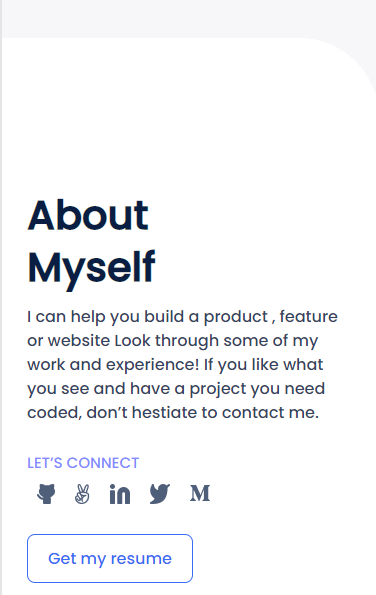 About
Myself
I can help you build a product , feature
or website Look through some of my
work and experience! If you like what
you see and have a project you need
coded, don’t hestiate to contact me.
LET’S CONNECT
Get my resume